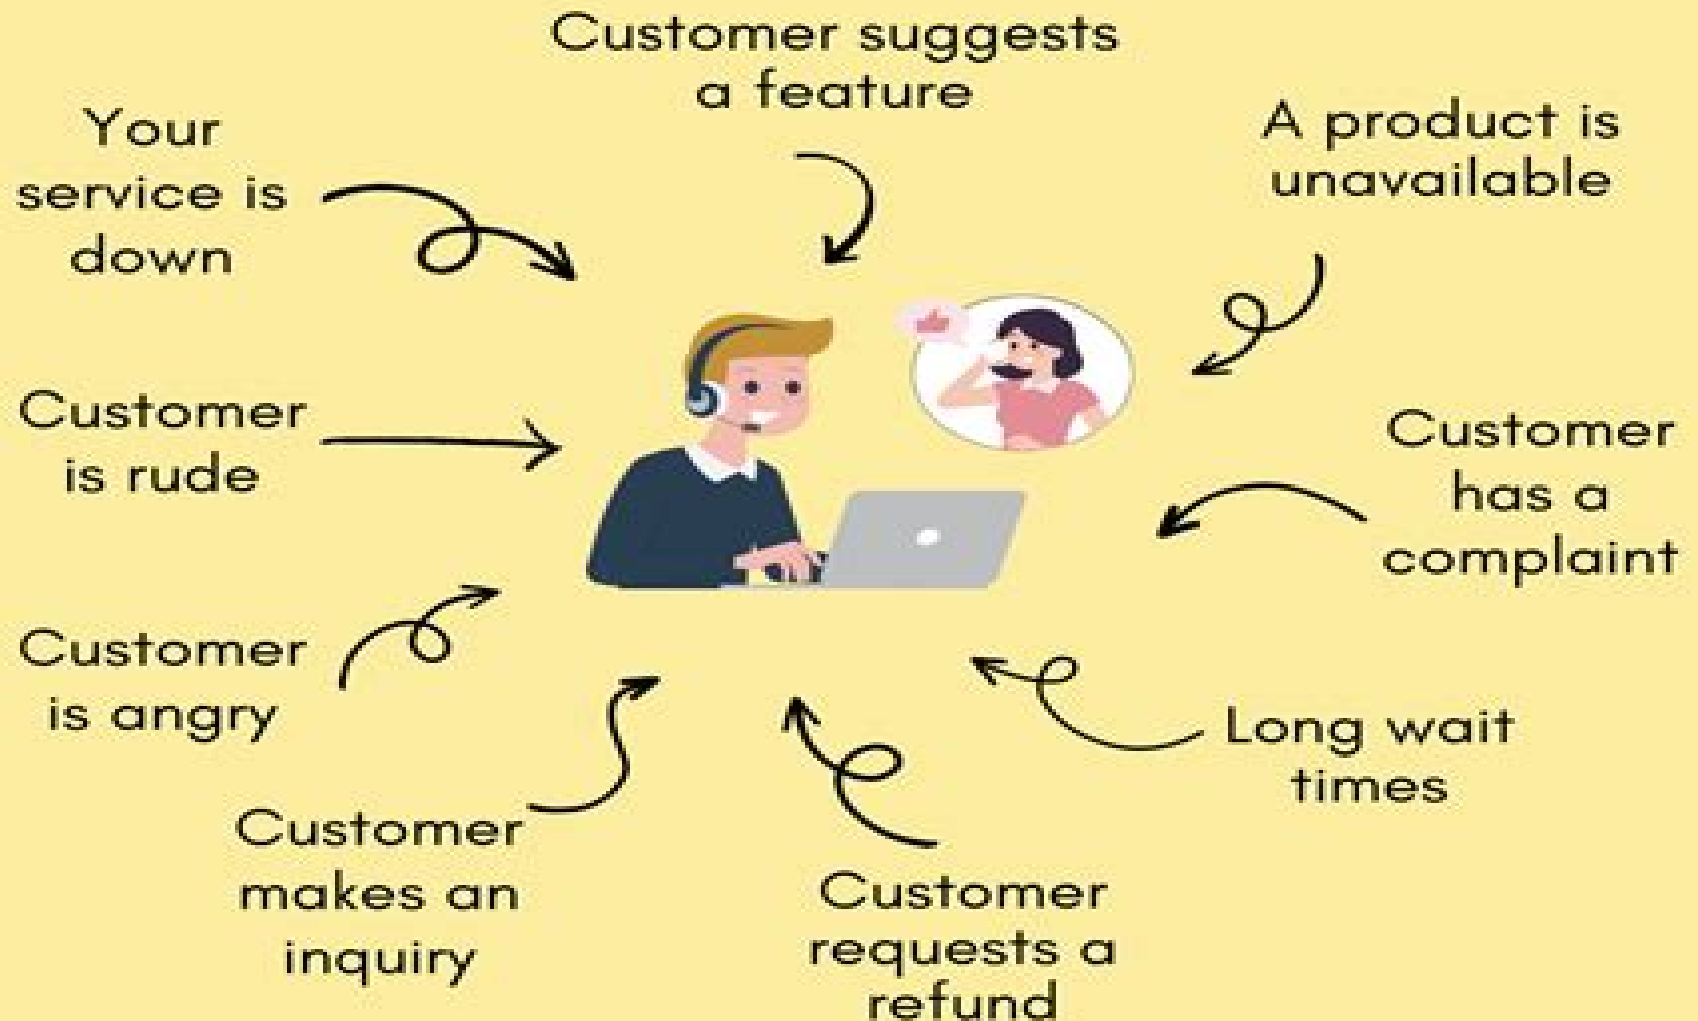 Customer suggests
a feature
Your
service is
down
A product is
unavailable
Customer
is rude
Customer
has a
complaint
Customer
is angry
Long wait
times
Customer
makes an
inquiry
Customer
requests a
refund